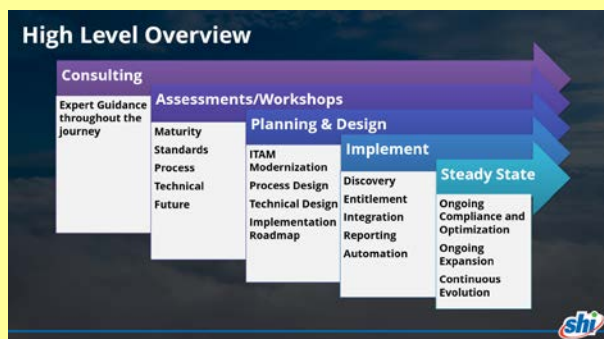 High Level Overview
Consulting
Expert Guidance
throughout the
journey
Assessments/Workshops
Maturity
Standards
Process
Technical
Future
Planning & Design
ITAM
Modernization
Process Design
Technical Design
Implementation
Roadmap
Implement
Discovery
Entitlement
Integration
Reporting
Automation
Steady State
Ongoing
Compliance and
Optimization
Ongoing
Expansion
Continuous
Evolution
shi